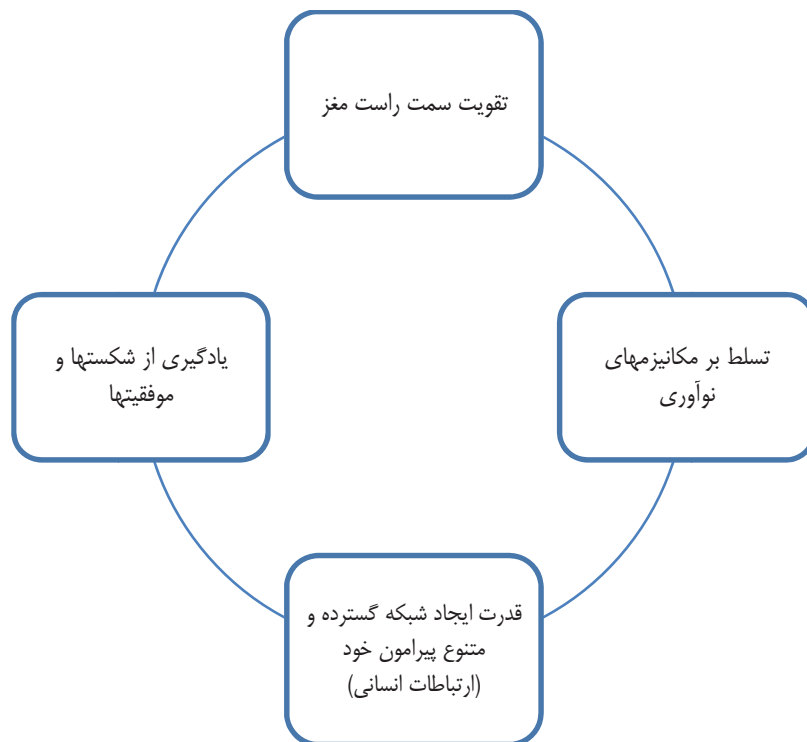 تقویت سمت راست مغز
تسلط بر مکانیزمهای
نوآوری
قدرت ایجاد شبکه گسترده و
متنوع پیرامون خود
(ارتباطات انسانی)
یادگیری از شکستها و
موفقیتها